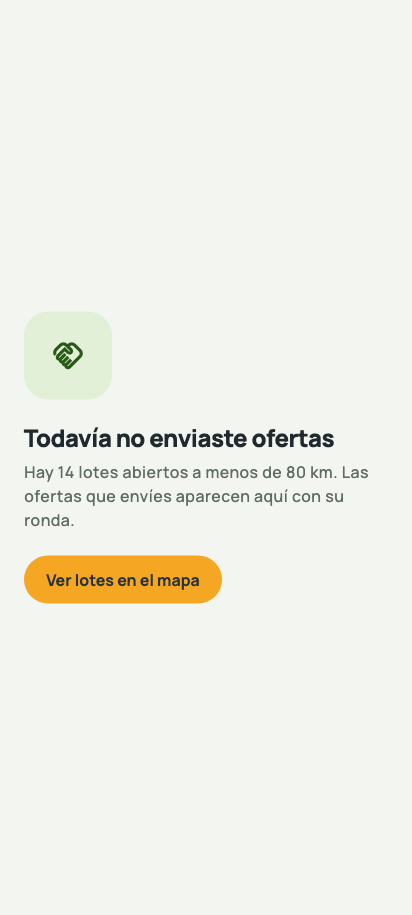 Todavía no enviaste ofertas
Hay 14 lotes abiertos a menos de 80 km. Las
ofertas que envíes aparecen aquí con su
ronda.
Ver lotes en el mapa